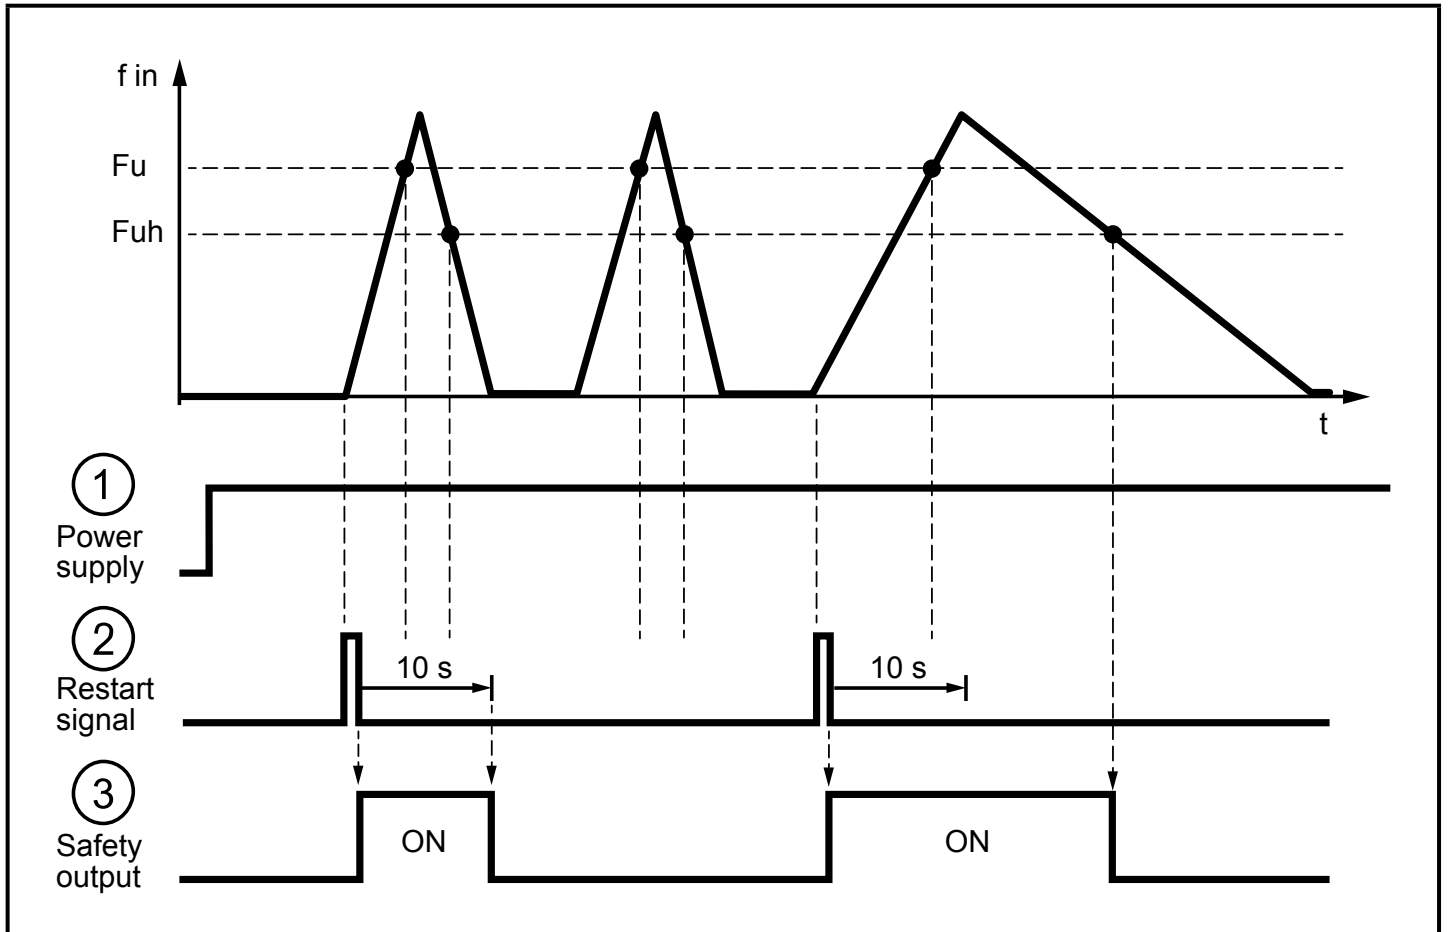 f in
Fu
Fuh
t
1
Power
supply
2
Restart
signal
10 s
10 s
3
Safety
output
ON
ON